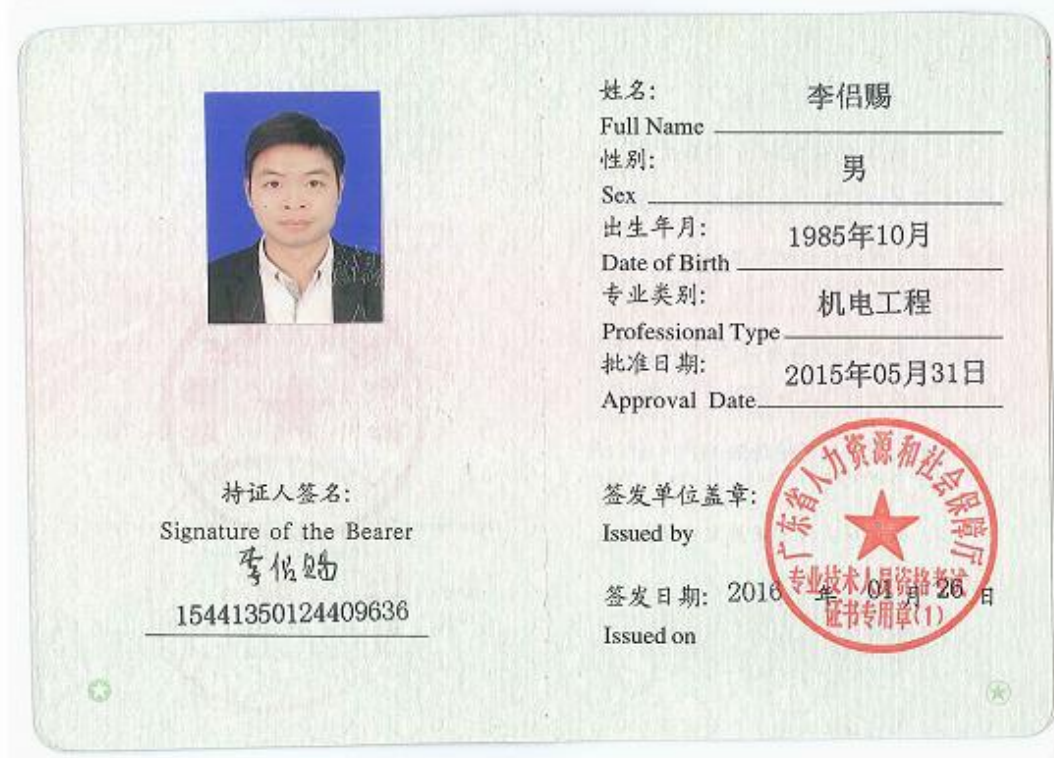 持证人签名:
Signature of the Bearer
李侣赐
15441350124409636
姓名:
李侣赐
Full Name
性别:
男
Sex
出生年月:
1985年10月
Date of Birth
专业类别:
机电工程
Professional Type
批准日期:
2015年05月31日
Approval Date
签发单位盖章:
Issued by
广东省人力资源和社会保障厅
专业技术人员资格考试
证书专用章(1)
签发日期: 2016 年 01 月 26 日
Issued on